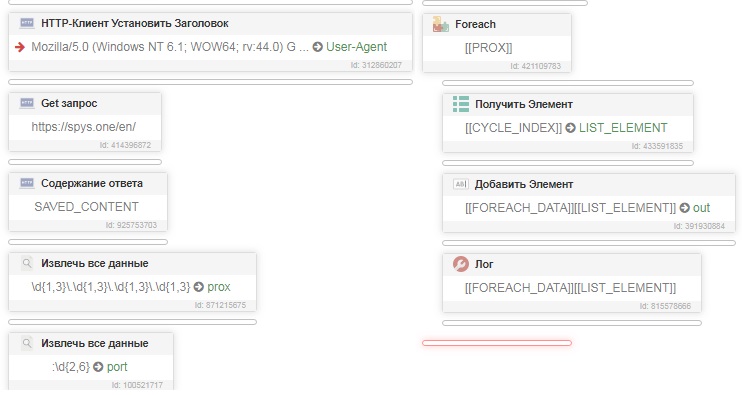 HTTP-Клиент Установить Заголовок
Mozilla/5.0 (Windows NT 6.1; WOW64; rv:44.0) G ... User-Agent
Id: 312860207
Get запрос
https://spys.one/en/
Id: 414396872
Содержание ответа
SAVED_CONTENT
Id: 925753703
Извлечь все данные
\d{1,3}\.\d{1,3}\.\d{1,3}\.\d{1,3} prox
Id: 871215675
Извлечь все данные
:\d{2,6} port
Id: 100521717
Foreach
[[PROX]]
Id: 421109783
Получить Элемент
[[CYCLE_INDEX]] LIST_ELEMENT
Id: 433591835
Добавить Элемент
[[FOREACH_DATA]][[LIST_ELEMENT]] out
Id: 391930884
Лог
[[FOREACH_DATA]][[LIST_ELEMENT]]
Id: 815578666